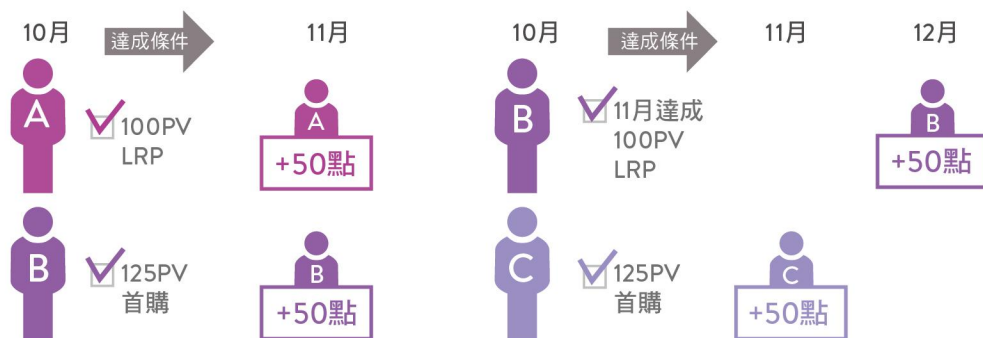 10月
達成條件
11月
A
100PV
LRP
A
+50點
B
125PV
首購
B
+50點
10月
達成條件
11月
12月
B
11月達成
100PV
LRP
B
+50點
C
125PV
首購
C
+50點